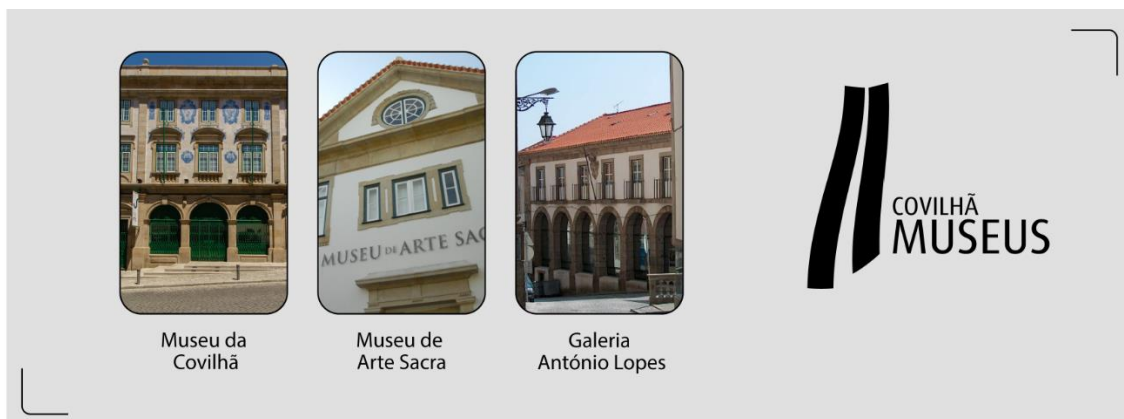 MUSEU DE ARTE SAC
Museu da
Covilhã
Museu de
Arte Sacra
Galeria
António Lopes
COVILHÃ
MUSEUS